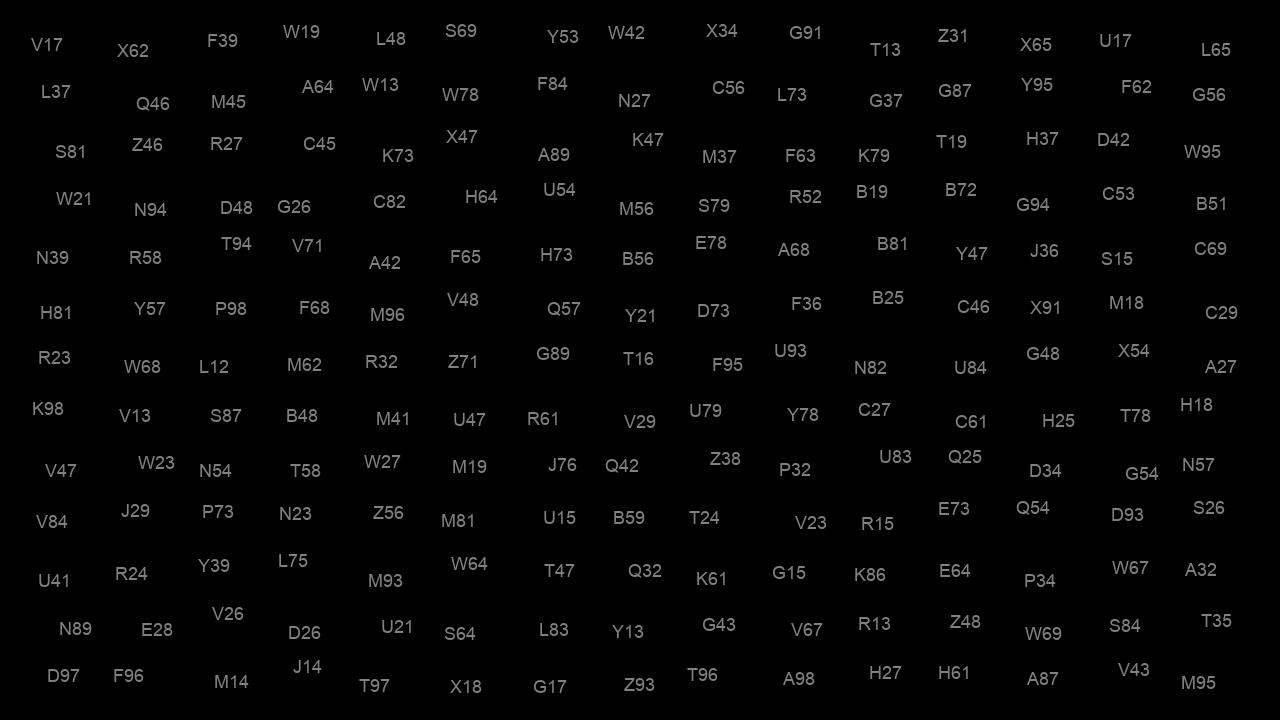 V17 X62 F39 W19 L48 S69 Y53 W42 X34 G91 T13 Z31 X65 U17 L65
L37 Q46 M45 A64 W13 W78 F84 N27 C56 L73 G37 G87 Y95 F62 G56
S81 Z46 R27 C45 K73 X47 A89 K47 M37 F63 K79 T19 H37 D42 W95
W21 N94 D48 G26 C82 H64 U54 M56 S79 R52 B19 B72 G94 C53 B51
N39 R58 T94 V71 A42 F65 H73 B56 E78 A68 B81 Y47 J36 S15 C69
H81 Y57 P98 F68 M96 V48 Q57 Y21 D73 F36 B25 C46 X91 M18 C29
R23 W68 L12 M62 R32 Z71 G89 T16 F95 U93 N82 U84 G48 X54 A27
K98 V13 S87 B48 M41 U47 R61 V29 U79 Y78 C27 C61 H25 T78 H18
V47 W23 N54 T58 W27 M19 J76 Q42 Z38 P32 U83 Q25 D34 G54 N57
V84 J29 P73 N23 Z56 M81 U15 B59 T24 V23 R15 E73 Q54 D93 S26
U41 R24 Y39 L75 M93 W64 T47 Q32 K61 G15 K86 E64 P34 W67 A32
N89 E28 V26 D26 U21 S64 L83 Y13 G43 V67 R13 Z48 W69 S84 T35
D97 F96 M14 J14 T97 X18 G17 Z93 T96 A98 H27 H61 A87 V43 M95